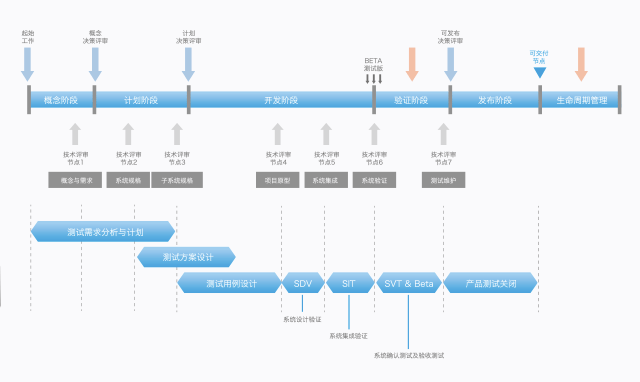 起始
工作
概念
决策评审
计划
决策评审
BETA
测试版
可发布
决策评审
可交付
节点
概念阶段
计划阶段
开发阶段
验证阶段
发布阶段
生命周期管理
技术评审
节点1
技术评审
节点2
技术评审
节点3
技术评审
节点4
技术评审
节点5
技术评审
节点6
技术评审
节点7
概念与需求
系统规格
子系统规格
项目原型
系统集成
系统验证
测试维护
测试需求分析与计划
测试方案设计
测试用例设计
SDV
SIT
SVT & Beta
产品测试关闭
系统设计验证
系统集成验证
系统确认测试及验收测试